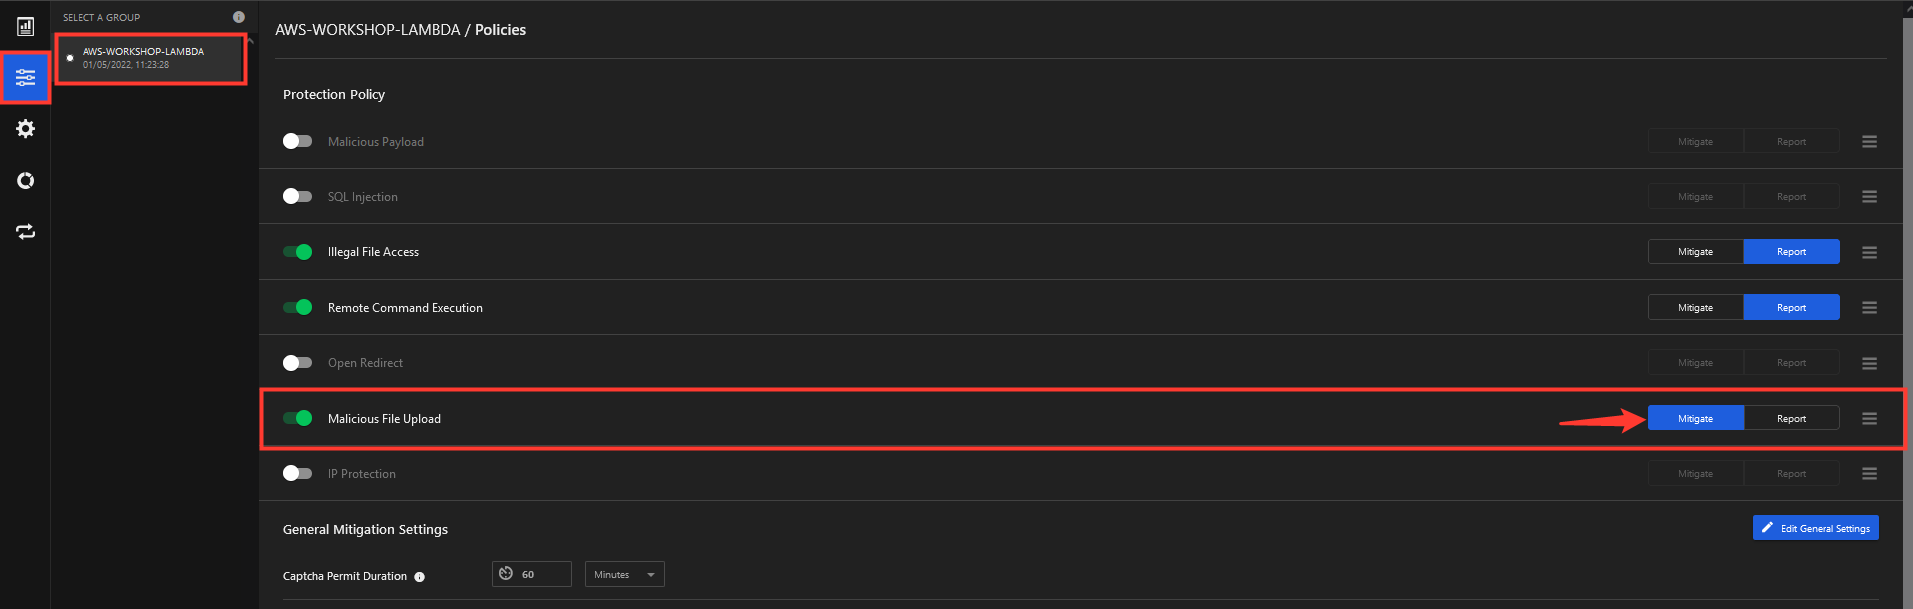 SELECT A GROUP
AWS-WORKSHOP-LAMBDA
01/05/2022, 11:23:28
AWS-WORKSHOP-LAMBDA / Policies
Protection Policy
Malicious Payload Mitigate Report
SQL Injection Mitigate Report
Illegal File Access Mitigate Report
Remote Command Execution Mitigate Report
Open Redirect Mitigate Report
Malicious File Upload Mitigate Report
IP Protection Mitigate Report
General Mitigation Settings Edit General Settings
Captcha Permit Duration 60 Minutes